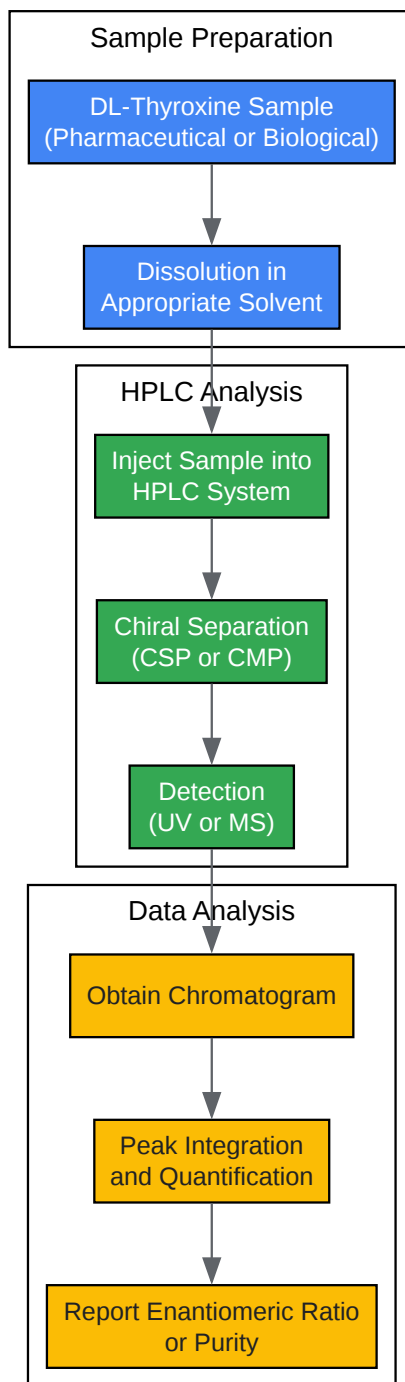 Sample Preparation
DL-Thyroxine Sample
(Pharmaceutical or Biological)
Dissolution in
Appropriate Solvent
HPLC Analysis
Inject Sample into
HPLC System
Chiral Separation
(CSP or CMP)
Detection
(UV or MS)
Data Analysis
Obtain Chromatogram
Peak Integration
and Quantification
Report Enantiomeric Ratio
or Purity